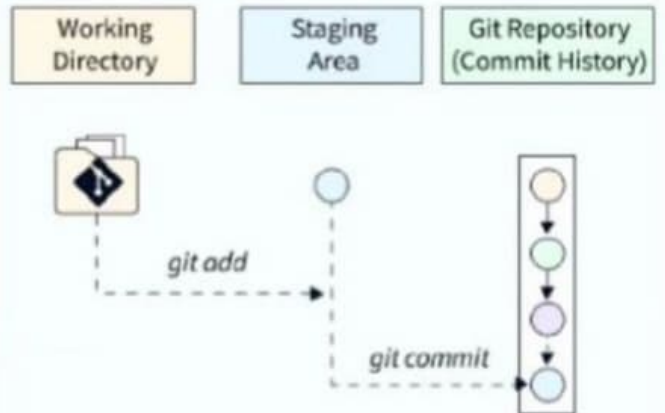 Working
Directory
Staging
Area
Git Repository
(Commit History)
git add
git commit